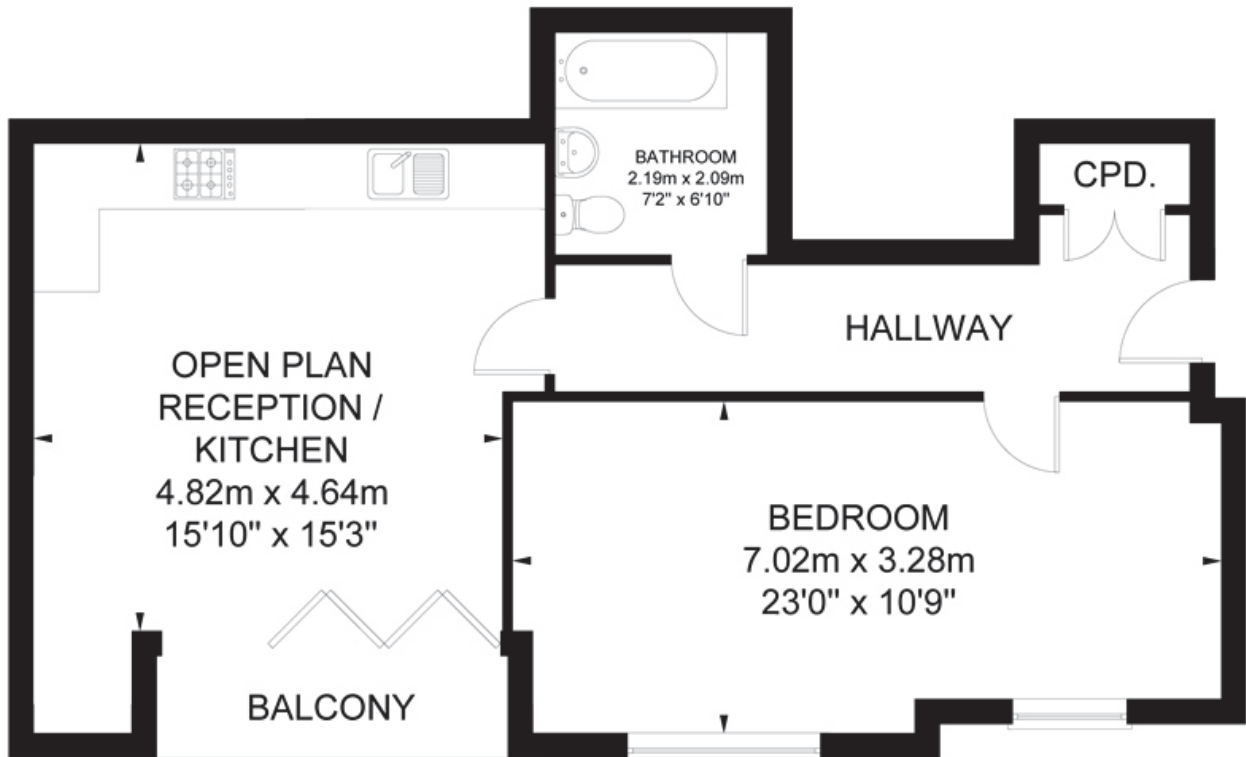 BATHROOM
2.19m x 2.09m
7'2" x 6'10"
CPD.
HALLWAY
OPEN PLAN
RECEPTION /
KITCHEN
4.82m x 4.64m
15'10" x 15'3"
BEDROOM
7.02m x 3.28m
23'0" x 10'9"
BALCONY